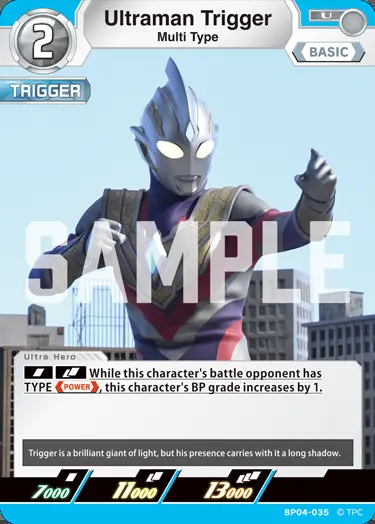 Ultraman Trigger
Multi Type
2
U
BASIC
TRIGGER
SAMPLE
Ultra Hero
While this character's battle opponent has
TYPE POWER, this character's BP grade increases by 1.
Trigger is a brilliant giant of light, but his presence carries with it a long shadow.
7000 11000 13000
BP04-035 © TPC